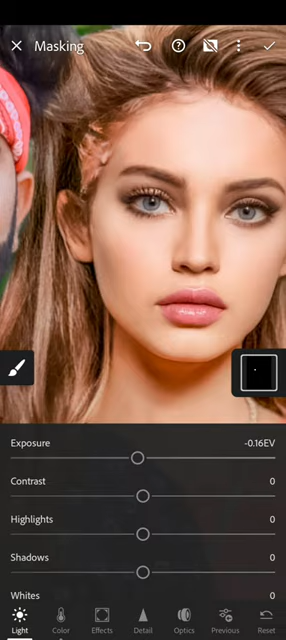 Masking
Exposure -0.16EV
Contrast 0
Highlights 0
Shadows 0
Whites 0
Light Color Effects Detail Optics Previous Reset